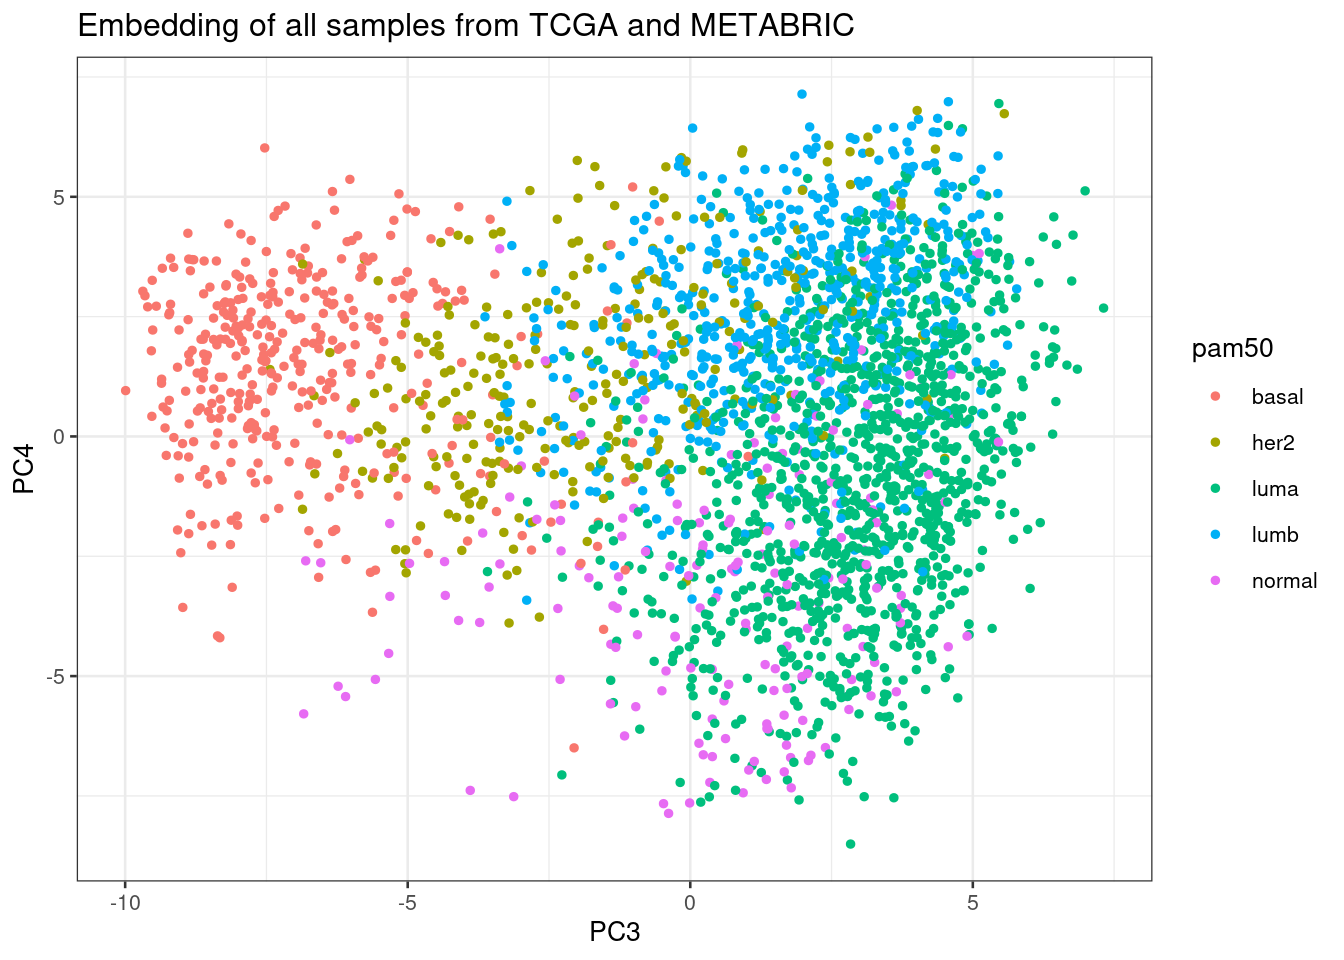 Embedding of all samples from TCGA and METABRIC
5
0
-5
PC4
-10
-5
0
5
PC3
pam50
basal
her2
luma
lumb
normal